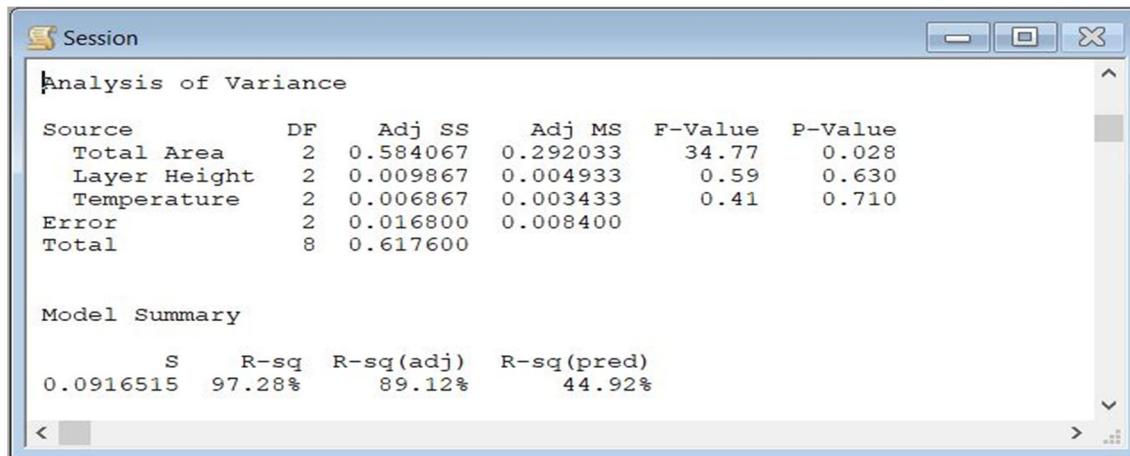 Session
Analysis of Variance
Source DF Adj SS Adj MS F-Value P-Value
Total Area 2 0.584067 0.292033 34.77 0.028
Layer Height 2 0.009867 0.004933 0.59 0.630
Temperature 2 0.006867 0.003433 0.41 0.710
Error 2 0.016800 0.008400
Total 8 0.617600
Model Summary
S R-sq R-sq(adj) R-sq(pred)
0.0916515 97.28% 89.12% 44.92%